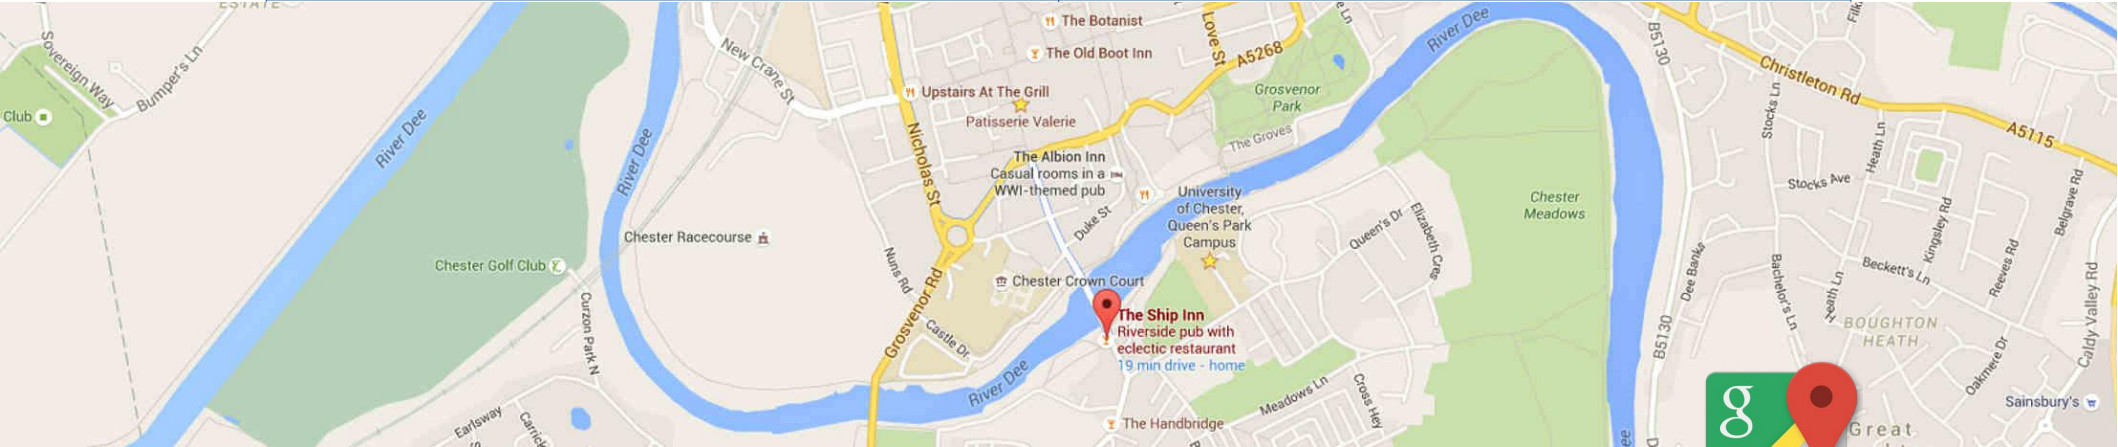 ESTATE
Sovereign Way
Bumper's Ln
Club
River Dee
River Dee
New Crane St
The Botanist
The Old Boot Inn
Love St
A5268
Upstairs At The Grill
Patisserie Valerie
Grosvenor
Park
The Groves
River Dee
B5130
Christleton Rd
A5115
Stocks Ln
Heath Ln
Stocks Ave
Belgrave Rd
Nicholas St
The Albion Inn
Casual rooms in a
WWI-themed pub
Duke St
University
of Chester,
Queen's Park
Campus
Queen's Dr
Elizabeth Cres
Chester
Meadows
Kingsley Rd
Beckett's Ln
Reeves Rd
Dee Banks
Bachelor's Ln
Heath Ln
Caldy Valley Rd
Chester Racecourse
Chester Golf Club
Nuns Rd
Grosvenor Rd
Castle Dr
Chester Crown Court
Curzon Park N
The Ship Inn
Riverside pub with
eclectic restaurant
19 min drive - home
River Dee
B5130
BOUGHTON
HEATH
Oakmere Dr
Sainsbury's
Earlsway
The Handbridge
Meadows Ln
Cross Hey
g
Great